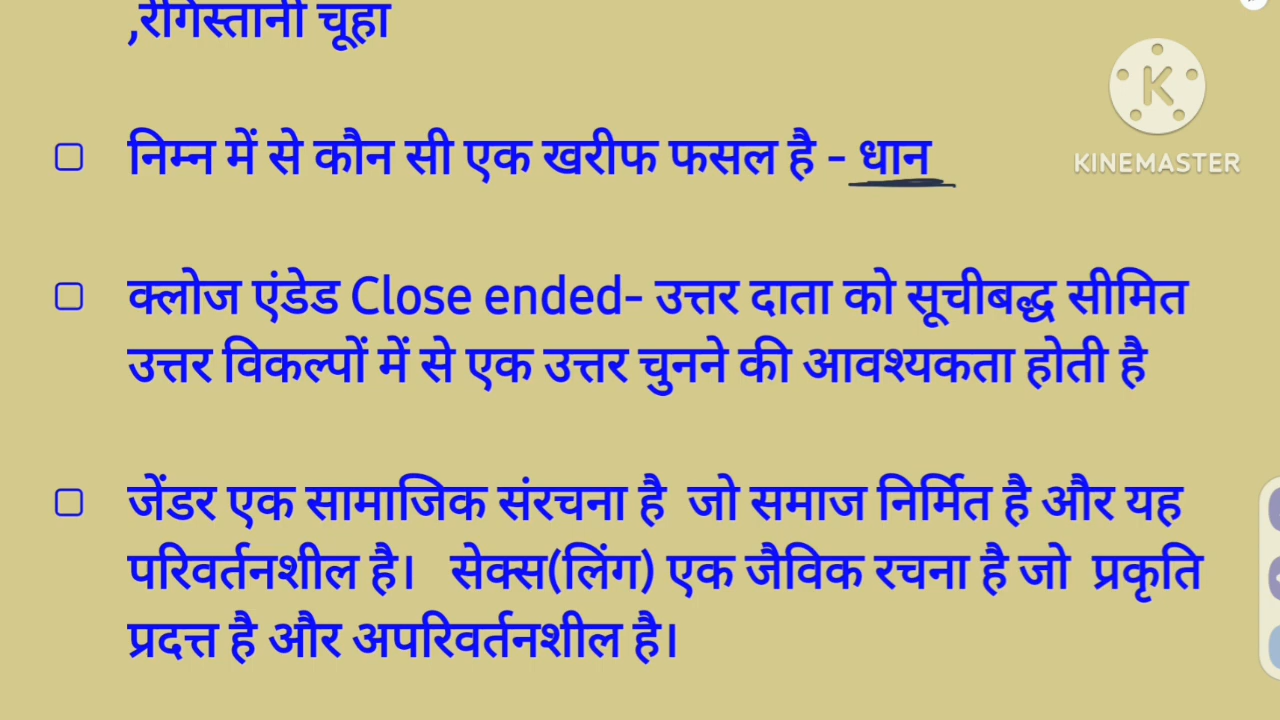 ,रेगिस्तानी चूहा
निम्न में से कौन सी एक खरीफ फसल है - धान
KINEMASTER
क्लोज एंडेड Close ended- उत्तर दाता को सूचीबद्ध सीमित
उत्तर विकल्पों में से एक उत्तर चुनने की आवश्यकता होती है
जेंडर एक सामाजिक संरचना है जो समाज निर्मित है और यह
परिवर्तनशील है। सेक्स(लिंग) एक जैविक रचना है जो प्रकृति
प्रदत्त है और अपरिवर्तनशील है।